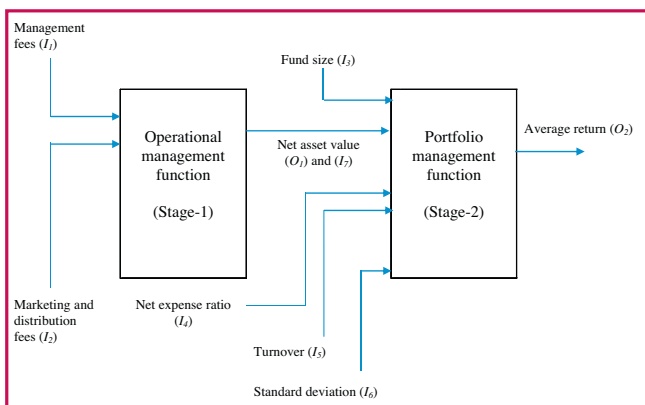 Management
fees (I1)
Fund size (I3)
Operational
management
function
(Stage-1)
Net asset value
(O1) and (I7)
Portfolio
management
function
(Stage-2)
Average return (O2)
Marketing and
distribution
fees (I2)
Net expense ratio
(I4)
Turnover (I5)
Standard deviation (I6)